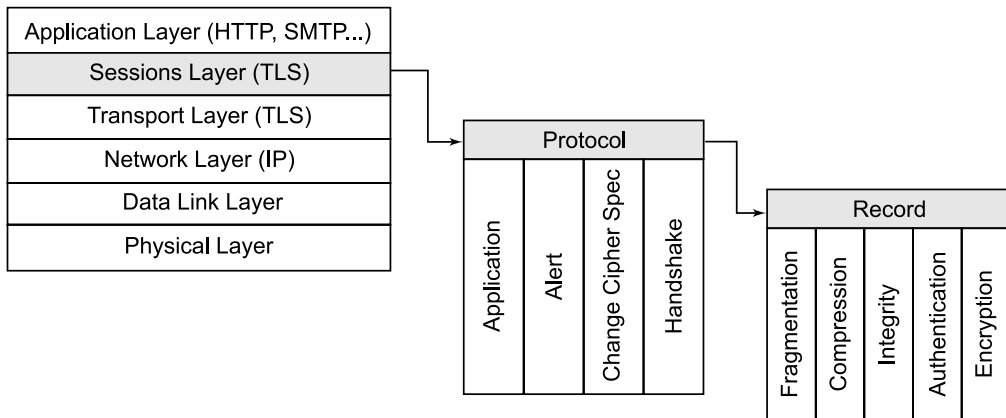 Application Layer (HTTP, SMTP...)
Sessions Layer (TLS)
Transport Layer (TLS)
Network Layer (IP)
Data Link Layer
Physical Layer
Protocol
Application
Alert
Change Cipher Spec
Handshake
Record
Fragmentation
Compression
Integrity
Authentication
Encryption